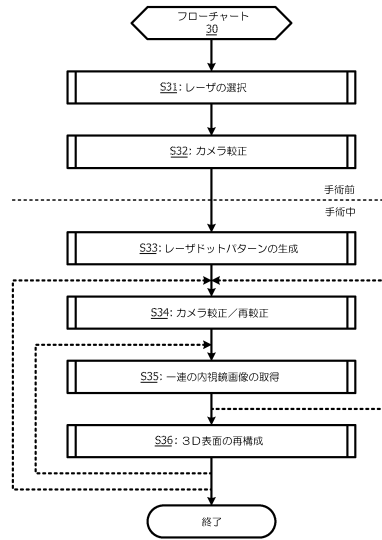 フローチャート
30
S31: レーザの選択
S32: カメラ較正
手術前
手術中
S33: レーザドットパターンの生成
S34: カメラ較正／再較正
S35: 一連の内視鏡画像の取得
S36: 3D表面の再構成
終了